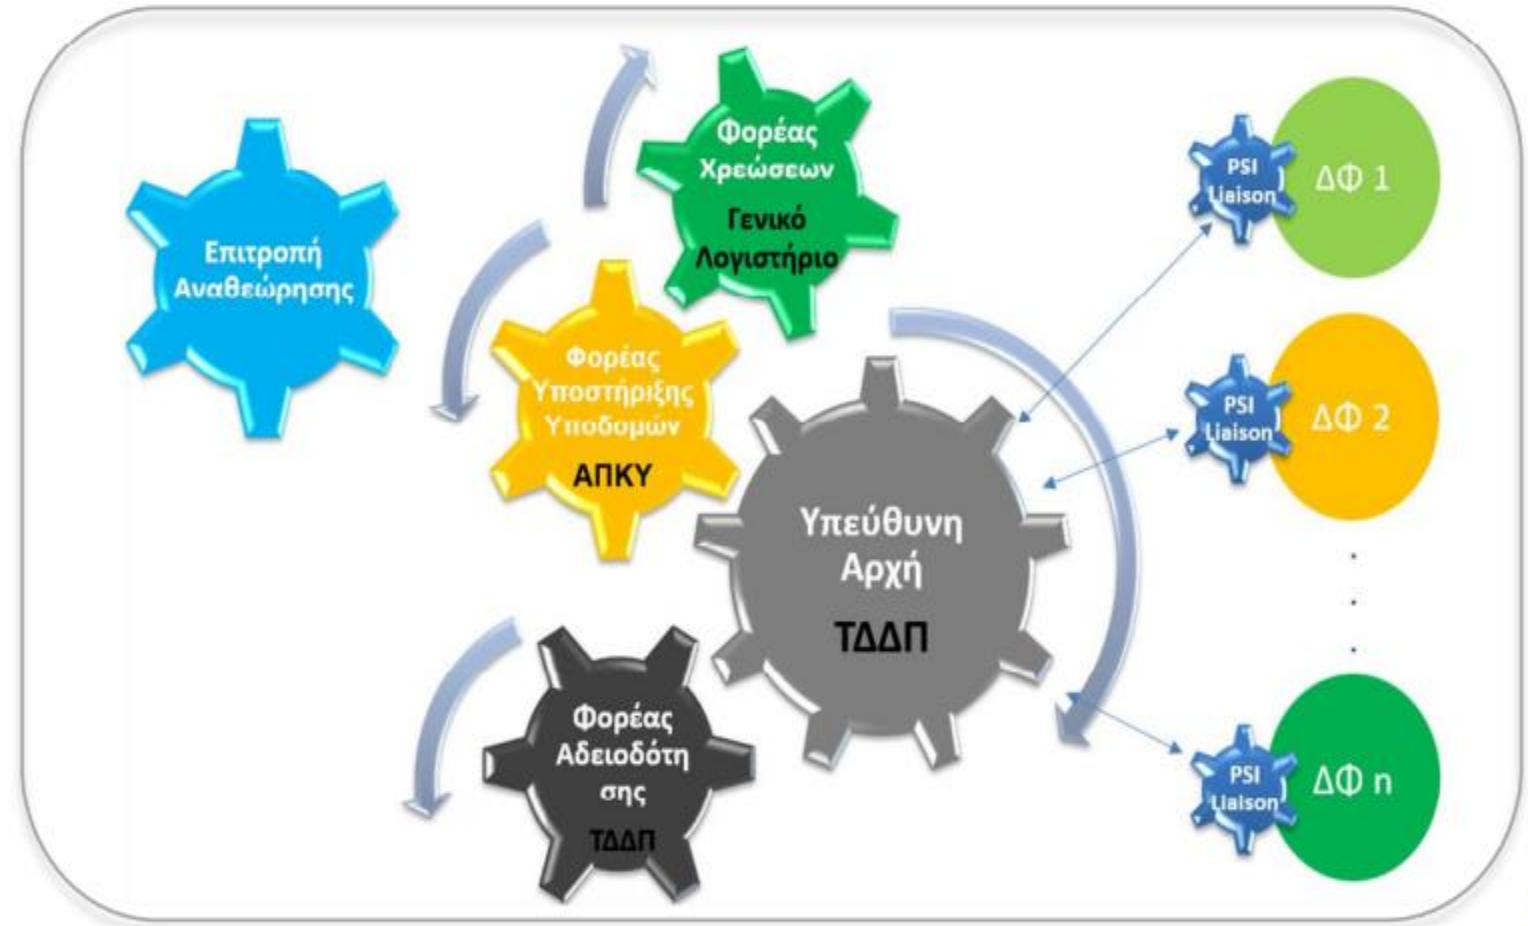 Επιτροπή
Αναθεώρησης
Φορέας
Χρεώσεων
Γενικό
Λογιστήριο
Φορέας
Υποστήριξης
Υποδομών
ΑΠΚΥ
Υπεύθυνη
Αρχή
ΤΔΔΠ
Φορέας
Αδειοδότη
σης
ΤΔΔΠ
PSI
Liaison
ΔΦ 1
PSI
Liaison
ΔΦ 2
.
.
.
PSI
Liaison
ΔΦ n